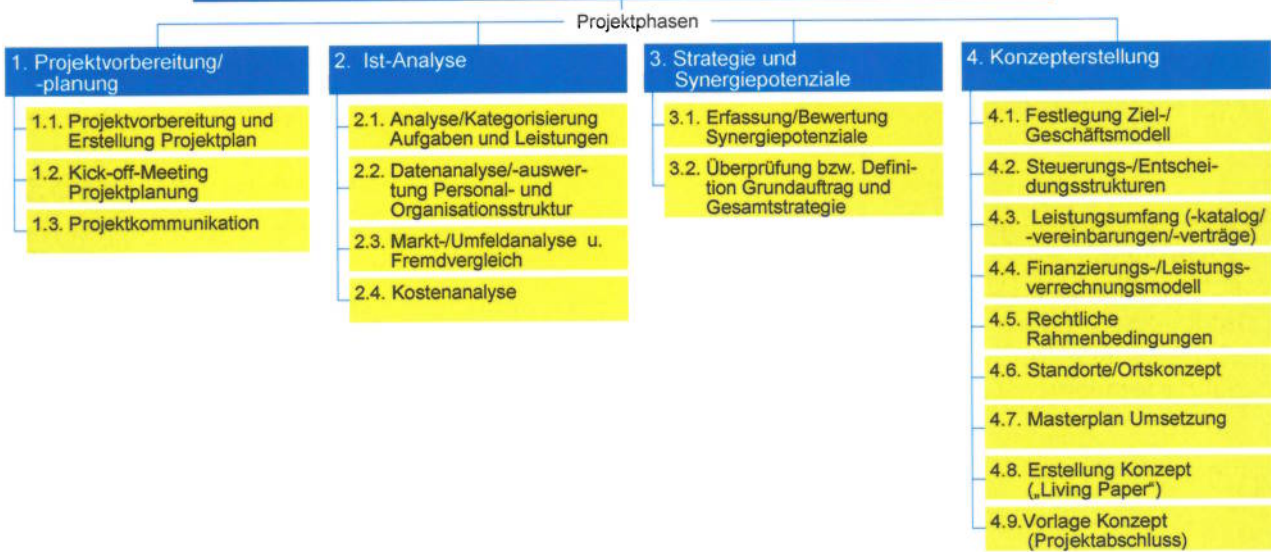 Projektphasen
1. Projektvorbereitung/
-planung
1.1. Projektvorbereitung und
Erstellung Projektplan
1.2. Kick-off-Meeting
Projektplanung
1.3. Projektkommunikation
2. Ist-Analyse
2.1. Analyse/Kategorisierung
Aufgaben und Leistungen
2.2. Datenanalyse/-auswer-
tung Personal- und
Organisationsstruktur
2.3. Markt-/Umfeldanalyse u.
Fremdvergleich
2.4. Kostenanalyse
3. Strategie und
Synergiepotenziale
3.1. Erfassung/Bewertung
Synergiepotenziale
3.2. Überprüfung bzw. Defini-
tion Grundauftrag und
Gesamtstrategie
4. Konzepterstellung
4.1. Festlegung Ziel-/
Geschäftsmodell
4.2. Steuerungs-/Entschei-
dungsstrukturen
4.3. Leistungsumfang (-katalog/
-vereinbarungen/-verträge)
4.4. Finanzierungs-/Leistungs-
verrechnungsmodell
4.5. Rechtliche
Rahmenbedingungen
4.6. Standorte/Ortskonzept
4.7. Masterplan Umsetzung
4.8. Erstellung Konzept
(„Living Paper")
4.9.Vorlage Konzept
(Projektabschluss)